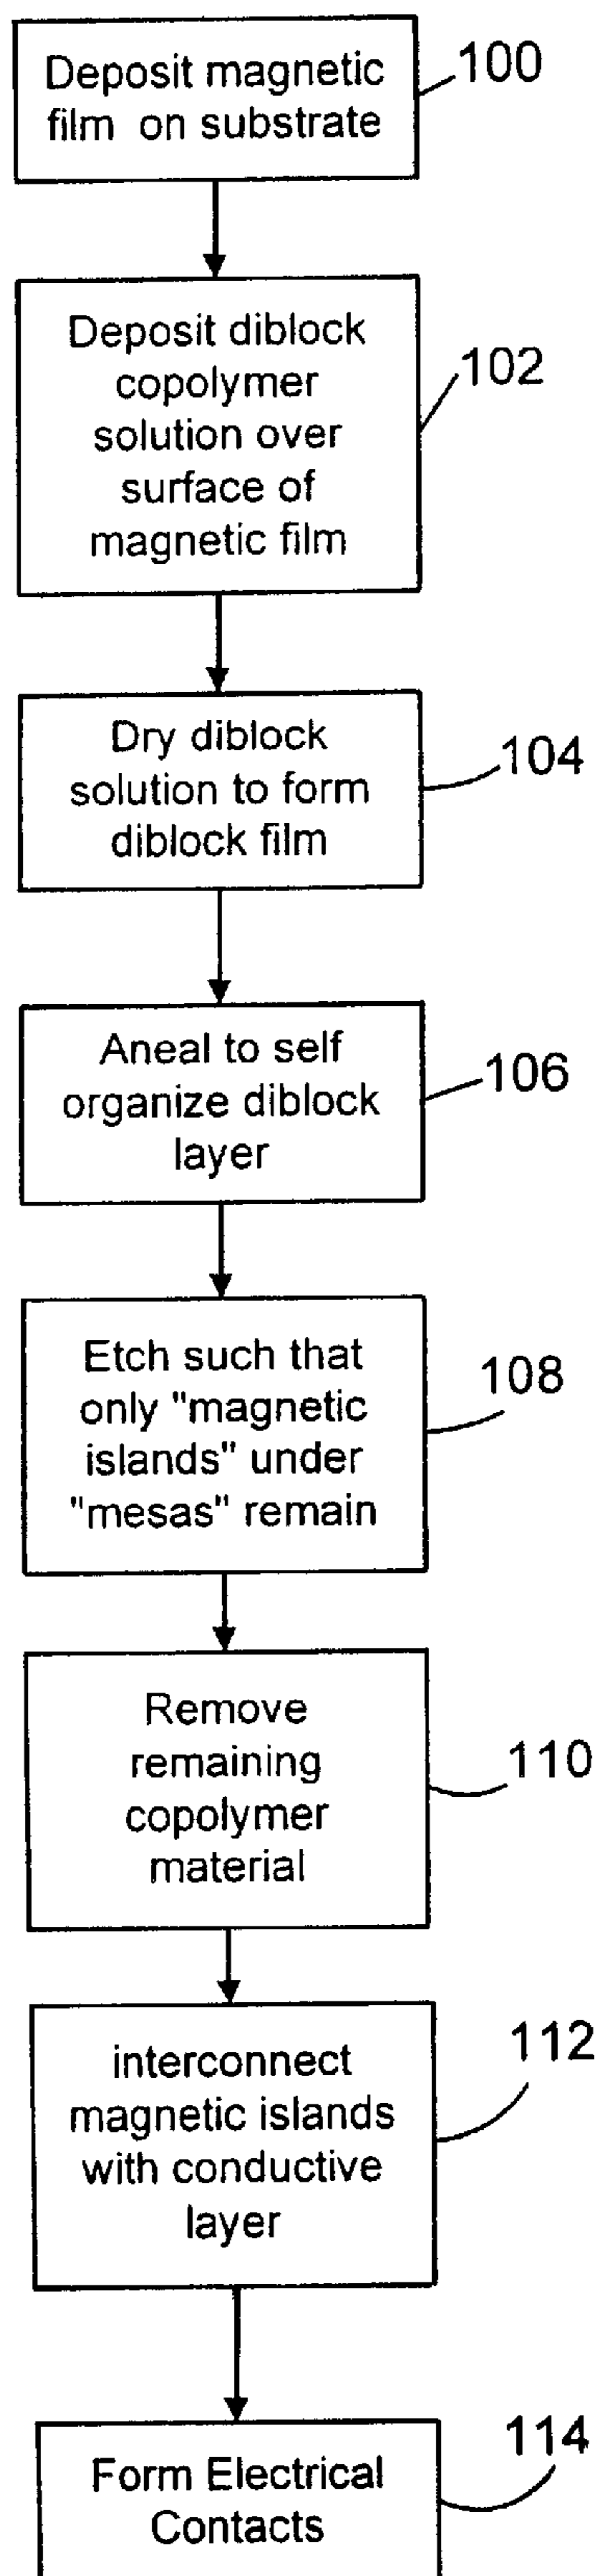 Deposit magnetic
film on substrate
100
Deposit diblock
copolymer
solution over
surface of
magnetic film
102
Dry diblock
solution to form
diblock film
104
Aneal to self
organize diblock
layer
106
Etch such that
only "magnetic
islands" under
"mesas" remain
108
Remove
remaining
copolymer
material
110
interconnect
magnetic islands
with conductive
layer
112
Form Electrical
Contacts
114